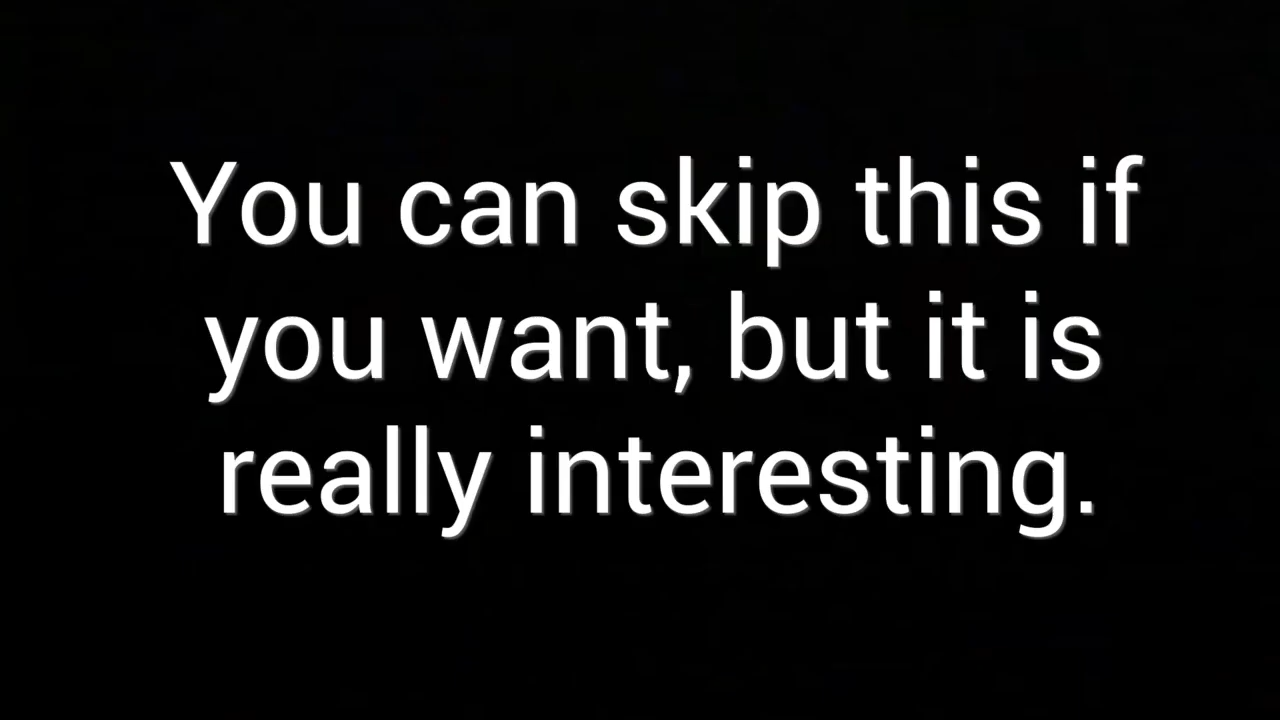 You can skip this if
you want, but it is
really interesting.